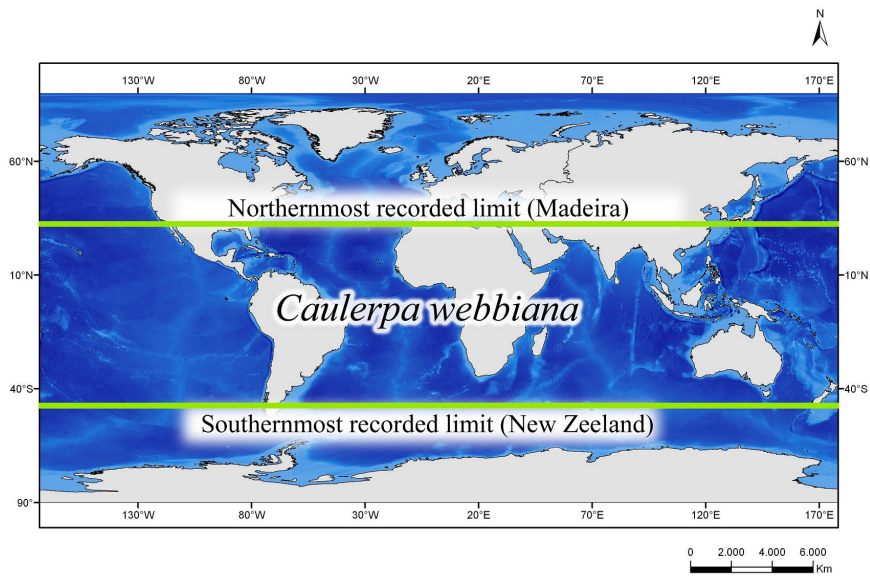 N
130°W 80°W 30°W 20°E 70°E 120°E 170°E
60°N 60°N
Northernmost recorded limit (Madeira)
10°N 10°N
Caulerpa webbiana
40°S 40°S
Southernmost recorded limit (New Zeeland)
90°
130°W 80°W 30°W 20°E 70°E 120°E 170°E
0 2.000 4.000 6.000
Km